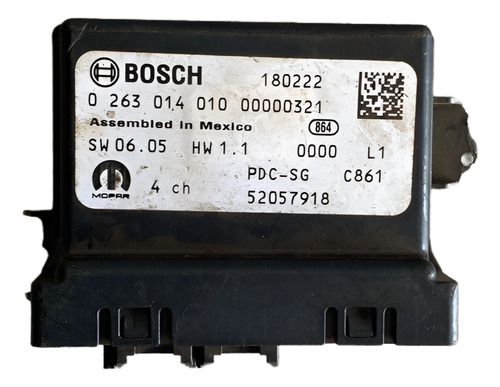 BOSCH 180222
0 263 014 010 00000321
Assembled in Mexico 864
SW 06.05 HW 1.1 0000 L1
PDC-SG C861
MOPAR 4 ch 52057918